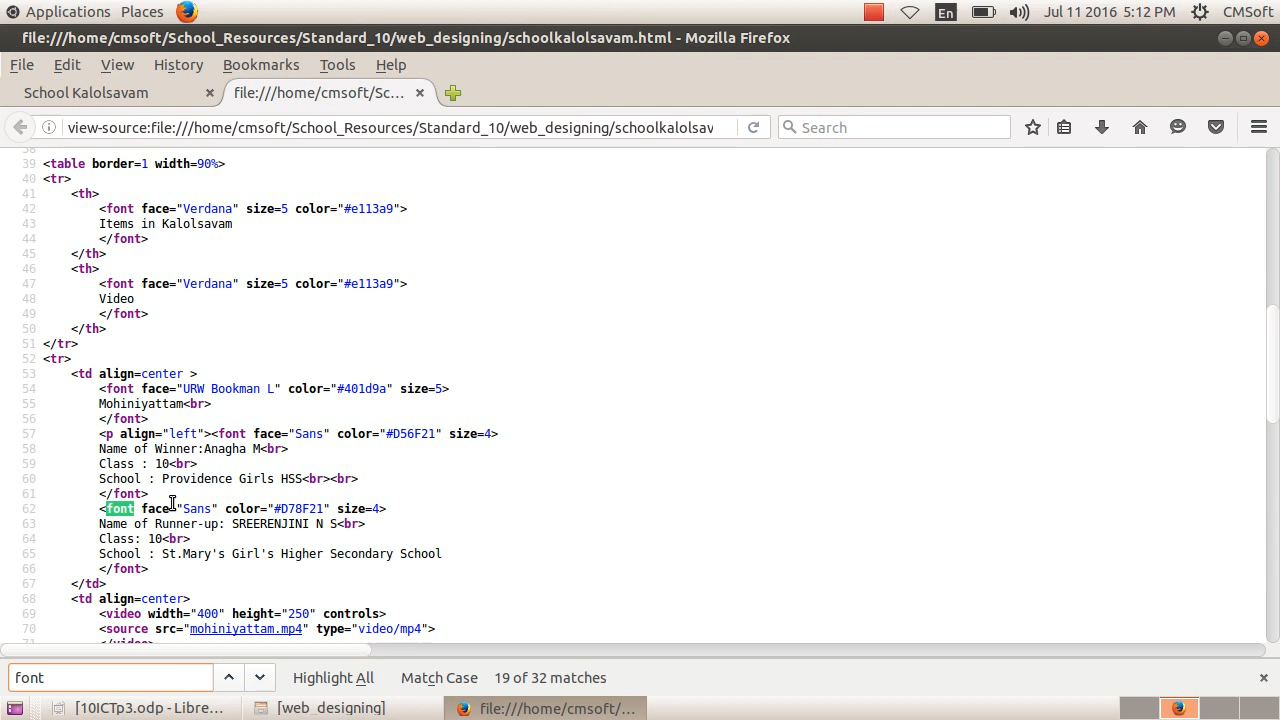 Applications Places En Jul 11 2016 5:12 PM CMSoft
file:///home/cmsoft/School_Resources/Standard_10/web_designing/schoolkalolsavam.html - Mozilla Firefox
File Edit View History Bookmarks Tools Help
School Kalolsavam × file:///home/cmsoft/Sc... ×
view-source:file:///home/cmsoft/School_Resources/Standard_10/web_designing/schoolkalolsav Search
38
39 <table border=1 width=90%>
40 <tr>
41 <th>
42 <font face="Verdana" size=5 color="#e113a9">
43 Items in Kalolsavam
44 </font>
45 </th>
46 <th>
47 <font face="Verdana" size=5 color="#e113a9">
48 Video
49 </font>
50 </th>
51 </tr>
52 <tr>
53 <td align=center >
54 <font face="URW Bookman L" color="#401d9a" size=5>
55 Mohiniyattam<br>
56 </font>
57 <p align="left"><font face="Sans" color="#D56F21" size=4>
58 Name of Winner:Anagha M<br>
59 Class : 10<br>
60 School : Providence Girls HSS<br><br>
61 </font>
62 <font face="Sans" color="#D78F21" size=4>
63 Name of Runner-up: SREERENJINI N S<br>
64 Class: 10<br>
65 School : St.Mary's Girl's Higher Secondary School
66 </font>
67 </td>
68 <td align=center>
69 <video width="400" height="250" controls>
70 <source src="mohiniyattam.mp4" type="video/mp4">
71 </video>
font Highlight All Match Case 19 of 32 matches ×
[10ICTp3.odp - Libre... [web_designing] file:///home/cmsoft/...